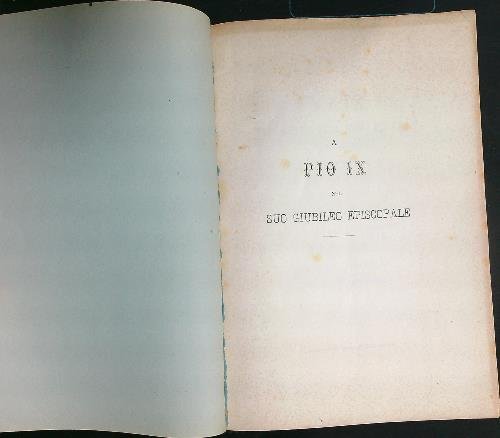 A
PIO IX
NEL
SUO GIUBILEO EPISCOPALE